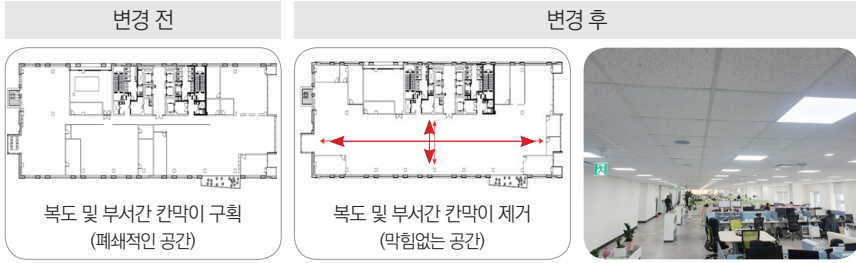 변경 전
변경 후
복도 및 부서간 칸막이 구획
(폐쇄적인 공간)
복도 및 부서간 칸막이 제거
(막힘없는 공간)